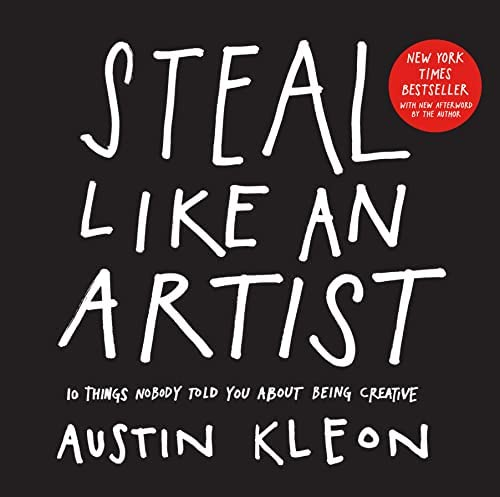 STEAL
LIKE AN
ARTIST
NEW YORK
TIMES
BESTSELLER
WITH NEW AFTERWORD
BY THE AUTHOR
10 THINGS NOBODY TOLD YOU ABOUT BEING CREATIVE
AUSTIN KLEON